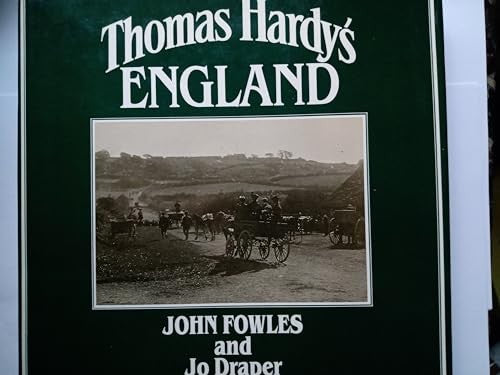 Thomas Hardy's
ENGLAND
JOHN FOWLES
and
Jo Draper